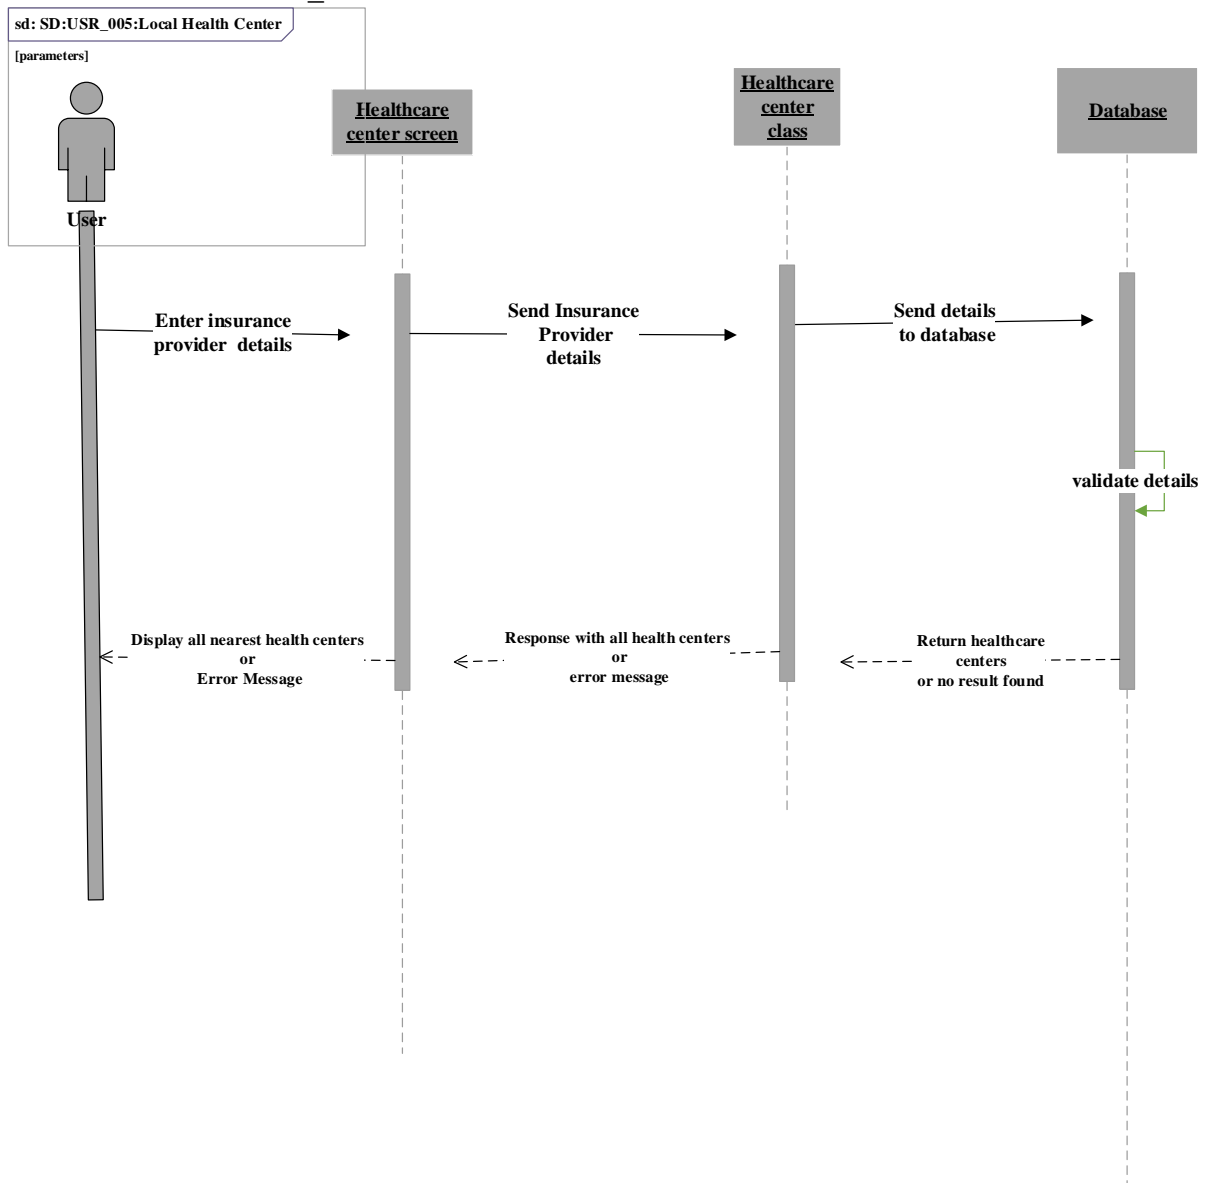 sd: SD:USR_005:Local Health Center
[parameters]
User
Healthcare
center screen
Healthcare
center
class
Database
Enter insurance
provider details
Send Insurance
Provider
details
Send details
to database
validate details
Display all nearest health centers
or
Error Message
Response with all health centers
or
error message
Return healthcare
centers
or no result found